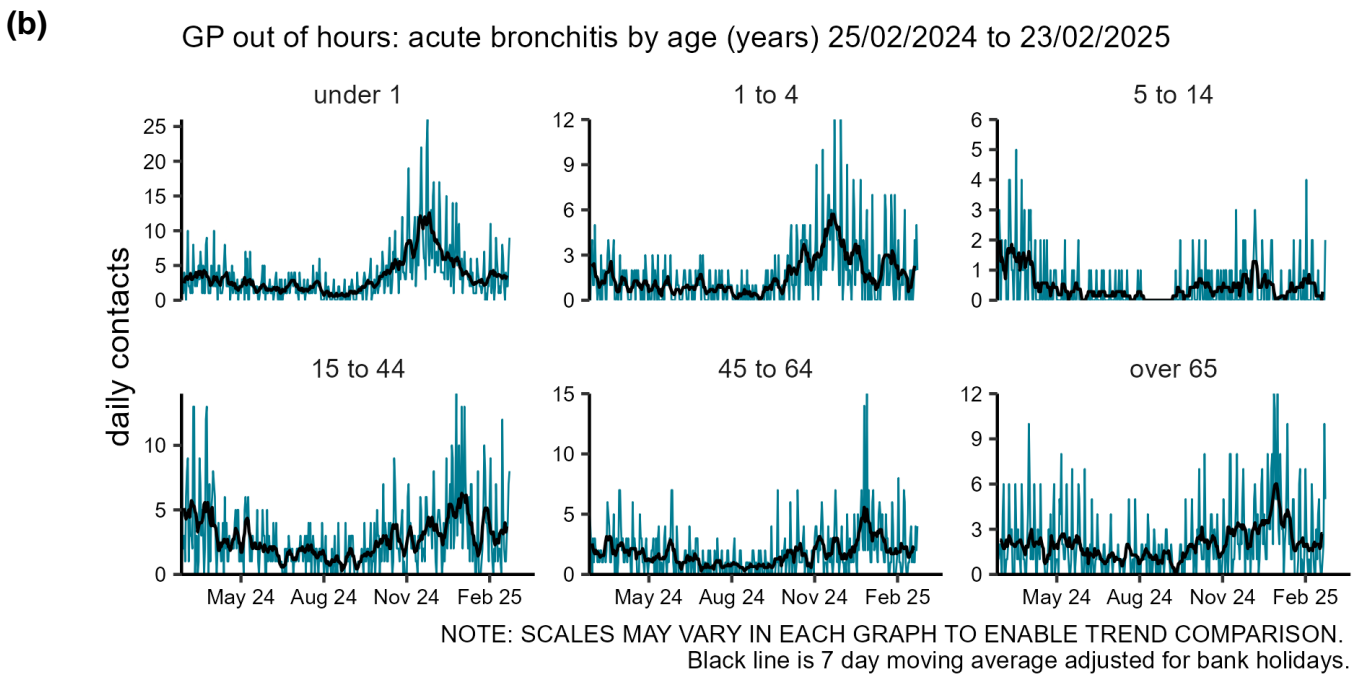 (b)
GP out of hours: acute bronchitis by age (years) 25/02/2024 to 23/02/2025
daily contacts
under 1
25
20
15
10
5
0
1 to 4
12
9
6
3
0
5 to 14
6
5
4
3
2
1
0
15 to 44
10
5
0
May 24 Aug 24 Nov 24 Feb 25
45 to 64
15
10
5
0
May 24 Aug 24 Nov 24 Feb 25
over 65
12
9
6
3
0
May 24 Aug 24 Nov 24 Feb 25
NOTE: SCALES MAY VARY IN EACH GRAPH TO ENABLE TREND COMPARISON.
Black line is 7 day moving average adjusted for bank holidays.